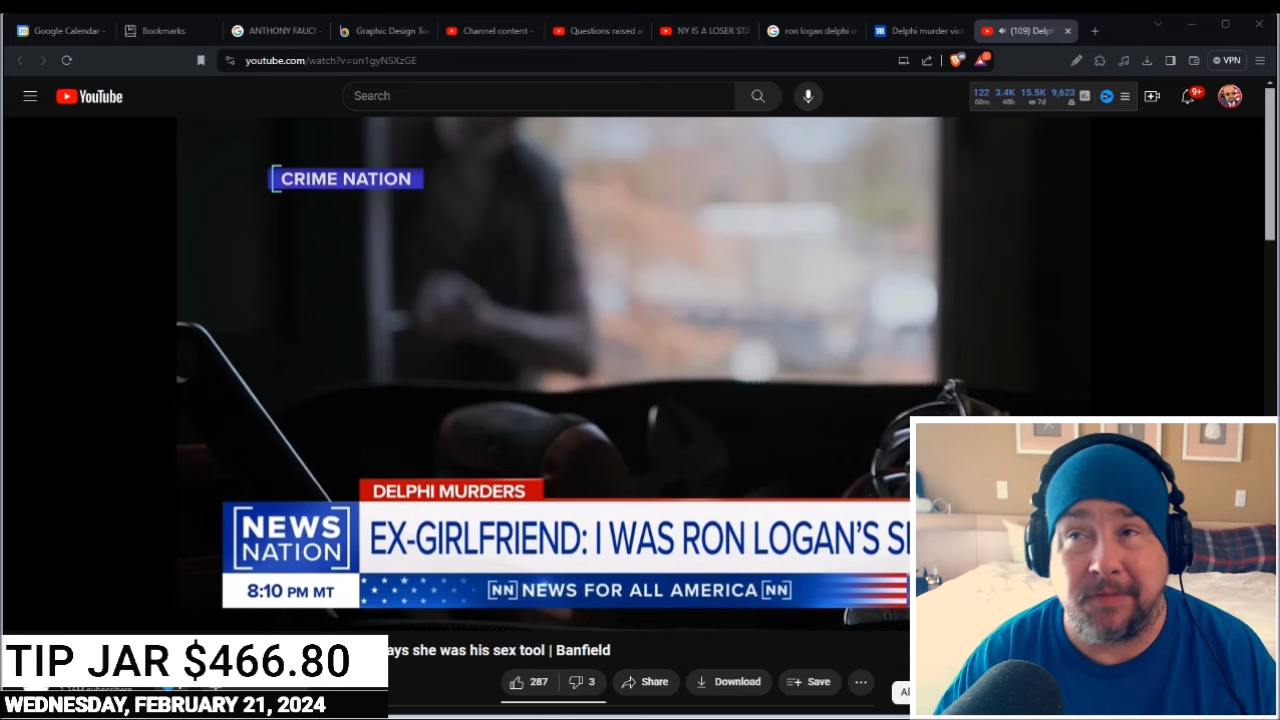 Google Calendar -
Bookmarks
ANTHONY FAUCI -
Graphic Design To
Channel content -
Questions raised a
NY IS A LOSER STA
ron logan delphi in
Delphi murder vict
(109) Delp
youtube.com/watch?v=un1gyNSXzGE
VPN
YouTube
Search
122 3.4K 15.5K 9,623
60m 48h 7d
9+
CRIME NATION
DELPHI MURDERS
NEWS NATION
EX-GIRLFRIEND: I WAS RON LOGAN'S S
8:10 PM MT
NN NEWS FOR ALL AMERICA NN
ays she was his sex tool | Banfield
TIP JAR $466.80
287
3
Share
Download
Save
Al
WEDNESDAY, FEBRUARY 21, 2024